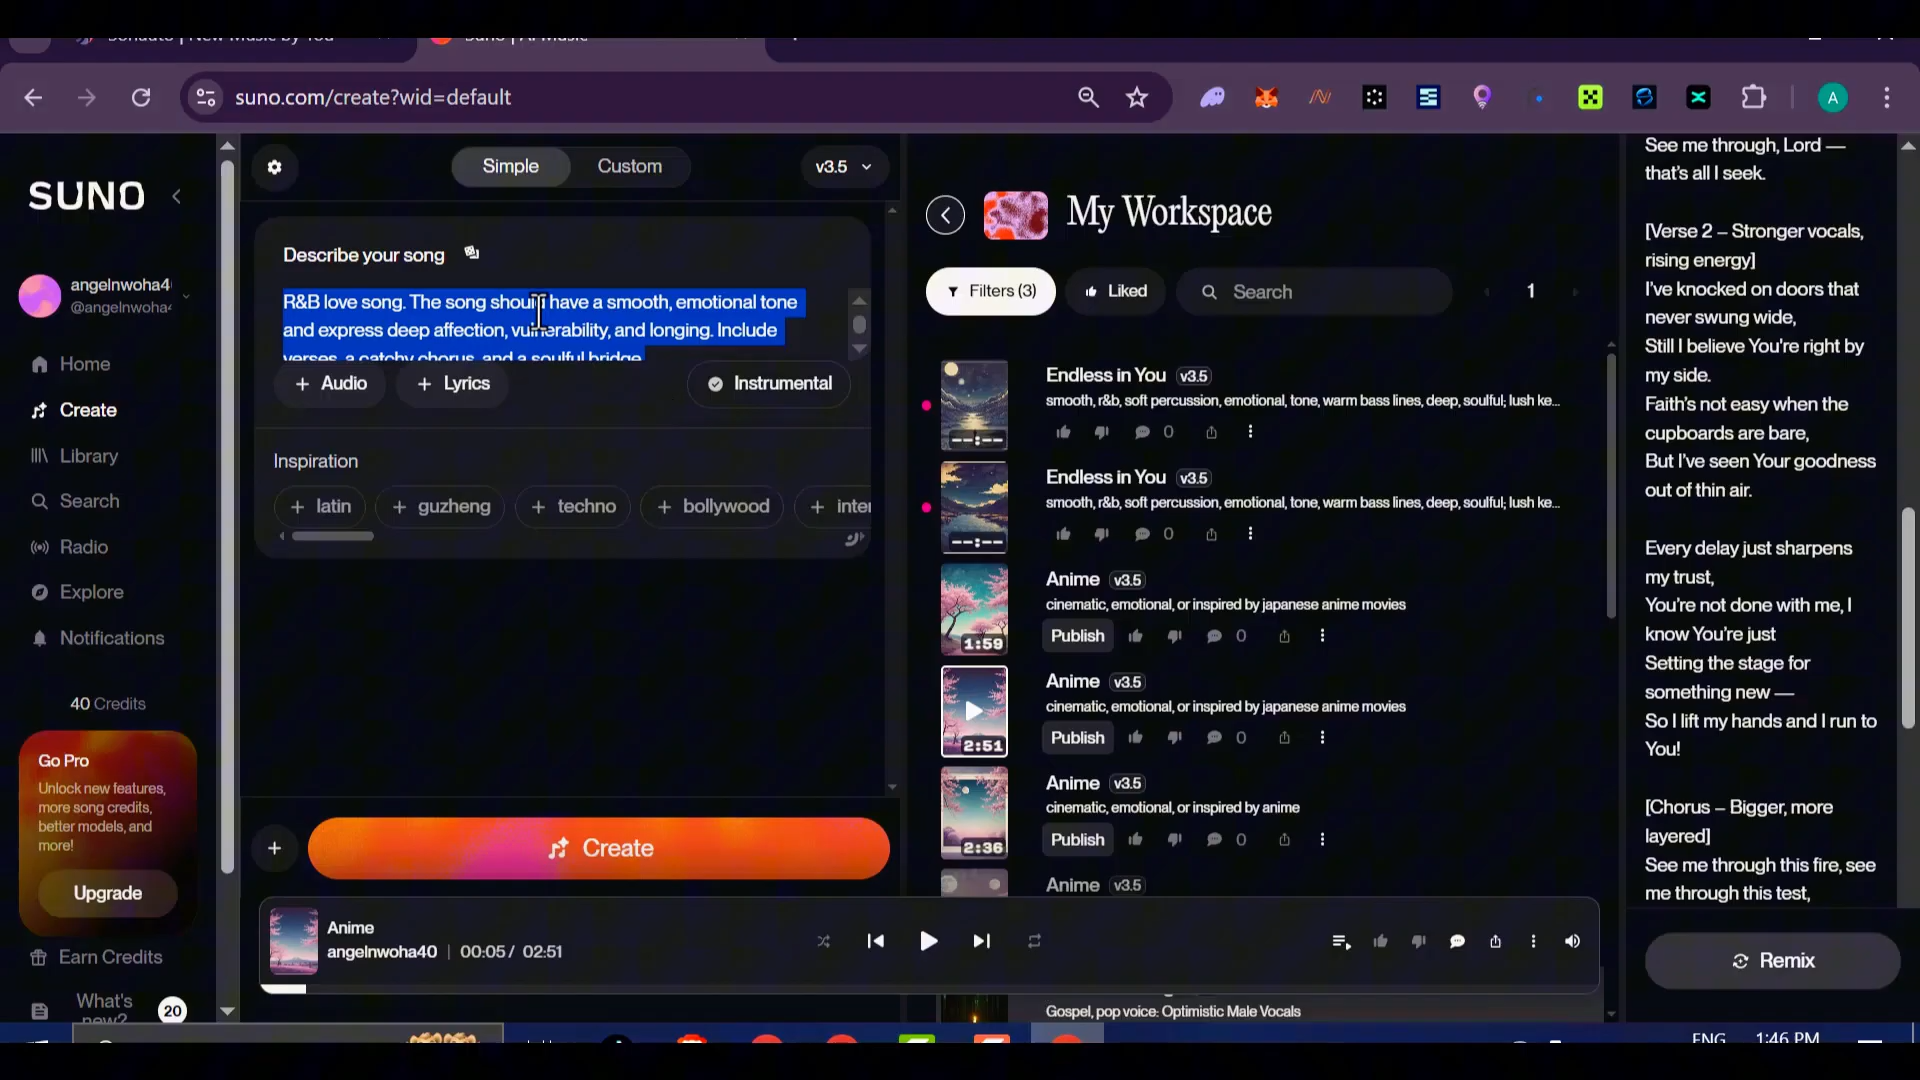 suno.com/create?wid=default
A
SUNO
angelnwoha4
@angelnwoha4
Home
Create
Library
Search
Radio
Explore
Notifications
40 Credits
Go Pro
Unlock new features,
more song credits,
better models, and
more!
Upgrade
Earn Credits
What's
new?
20
Simple
Custom
v3.5
Describe your song
R&B love song. The song should have a smooth, emotional tone
and express deep affection, vulnerability, and longing. Include
verses, a catchy chorus, and a soulful bridge.
+ Audio
+ Lyrics
Instrumental
Inspiration
+ latin
+ guzheng
+ techno
+ bollywood
+ inter
Create
My Workspace
Filters (3)
Liked
Search
1
Endless in You v3.5
smooth, r&b, soft percussion, emotional, tone, warm bass lines, deep, soulful; lush ke...
--:--
0
Endless in You v3.5
smooth, r&b, soft percussion, emotional, tone, warm bass lines, deep, soulful; lush ke...
--:--
0
Anime v3.5
cinematic, emotional, or inspired by japanese anime movies
1:59
Publish
0
Anime v3.5
cinematic, emotional, or inspired by japanese anime movies
2:51
Publish
0
Anime v3.5
cinematic, emotional, or inspired by anime
2:36
Publish
0
Anime v3.5
Anime
angelnwoha40 | 00:05 / 02:51
Gospel, pop voice: Optimistic Male Vocals
See me through, Lord —
that's all I seek.
[Verse 2 – Stronger vocals,
rising energy]
I've knocked on doors that
never swung wide,
Still I believe You're right by
my side.
Faith's not easy when the
cupboards are bare,
But I've seen Your goodness
out of thin air.
Every delay just sharpens
my trust,
You're not done with me, I
know You're just
Setting the stage for
something new —
So I lift my hands and I run to
You!
[Chorus – Bigger, more
layered]
See me through this fire, see
me through this test,
Remix
ENG
1:46 PM